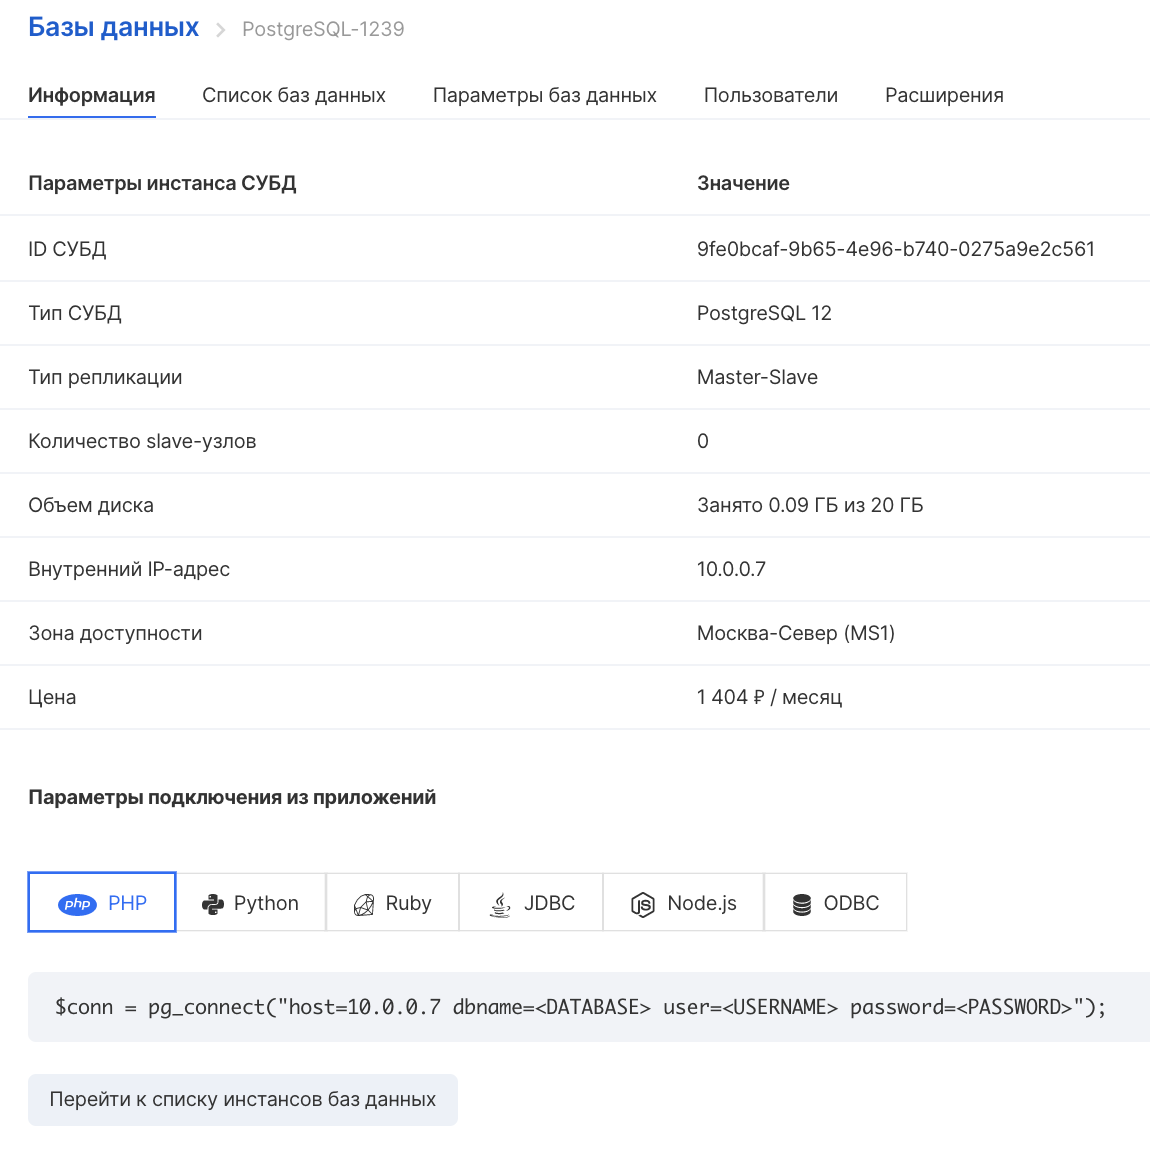 Базы данных > PostgreSQL-1239
Информация Список баз данных Параметры баз данных Пользователи Расширения
Параметры инстанса СУБД Значение
ID СУБД 9fe0bcaf-9b65-4e96-b740-0275a9e2c561
Тип СУБД PostgreSQL 12
Тип репликации Master-Slave
Количество slave-узлов 0
Объем диска Занято 0.09 ГБ из 20 ГБ
Внутренний IP-адрес 10.0.0.7
Зона доступности Москва-Север (MS1)
Цена 1 404 ₽ / месяц
Параметры подключения из приложений
php PHP Python Ruby JDBC JS Node.js ODBC
$conn = pg_connect("host=10.0.0.7 dbname=<DATABASE> user=<USERNAME> password=<PASSWORD>");
Перейти к списку инстансов баз данных